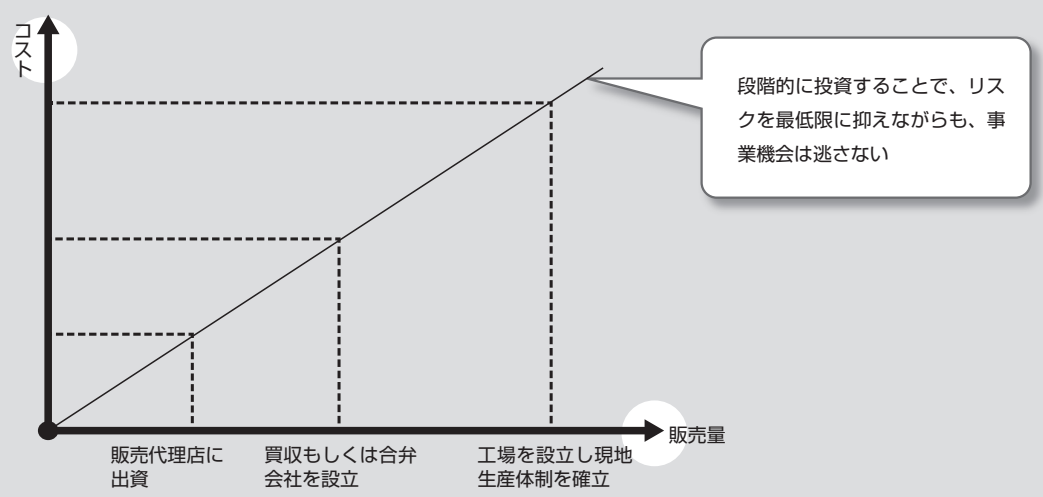 コスト
段階的に投資することで、リス
クを最低限に抑えながらも、事
業機会は逃さない
販売量
販売代理店に
出資
買収もしくは合弁
会社を設立
工場を設立し現地
生産体制を確立